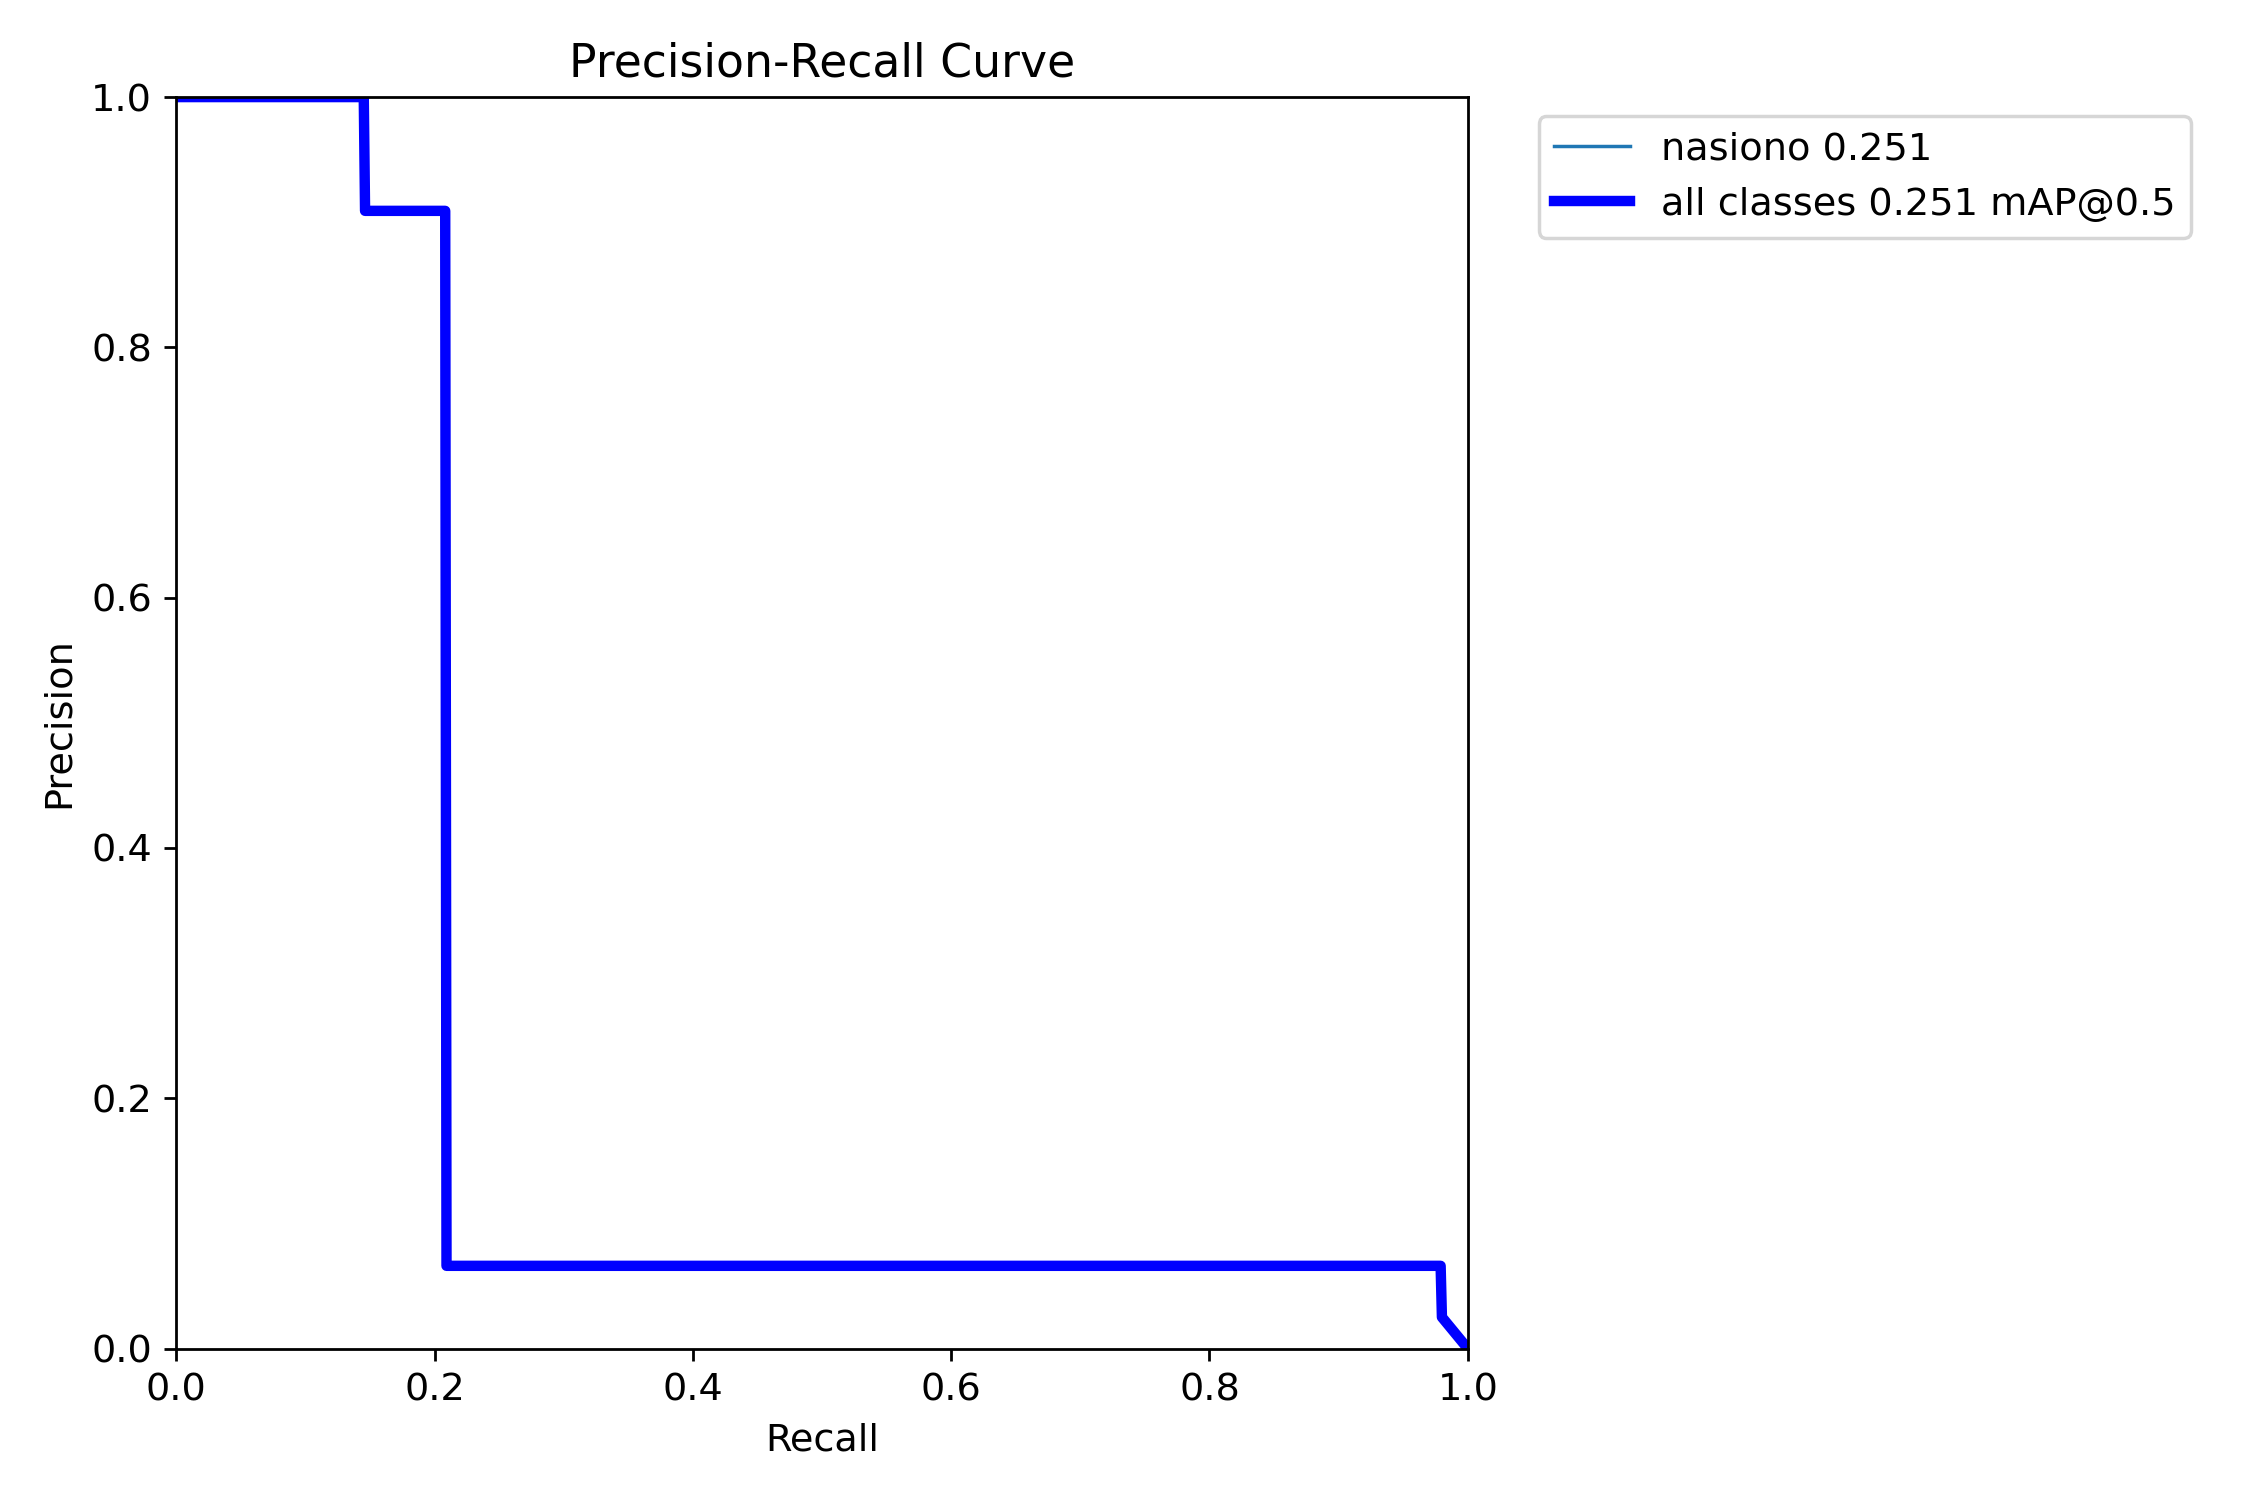 Precision-Recall Curve
nasiono 0.251
all classes 0.251 mAP@0.5
Precision
1.0
0.8
0.6
0.4
0.2
0.0
0.0 0.2 0.4 0.6 0.8 1.0
Recall